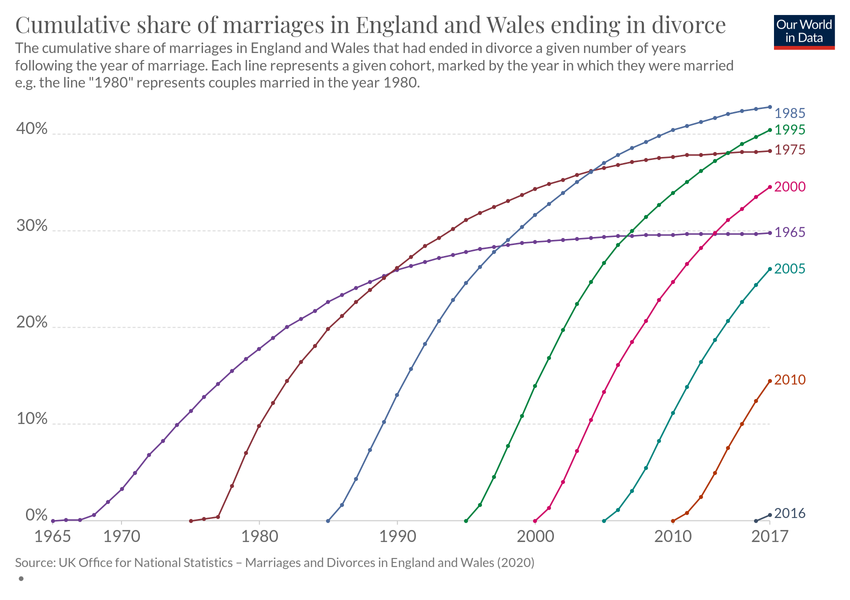 Cumulative share of marriages in England and Wales ending in divorce
Our World
in Data
The cumulative share of marriages in England and Wales that had ended in divorce a given number of years
following the year of marriage. Each line represents a given cohort, marked by the year in which they were married
e.g. the line "1980" represents couples married in the year 1980.
40%
30%
20%
10%
0%
1985
1995
1975
2000
1965
2005
2010
2016
1965
1970
1980
1990
2000
2010
2017
Source: UK Office for National Statistics – Marriages and Divorces in England and Wales (2020)